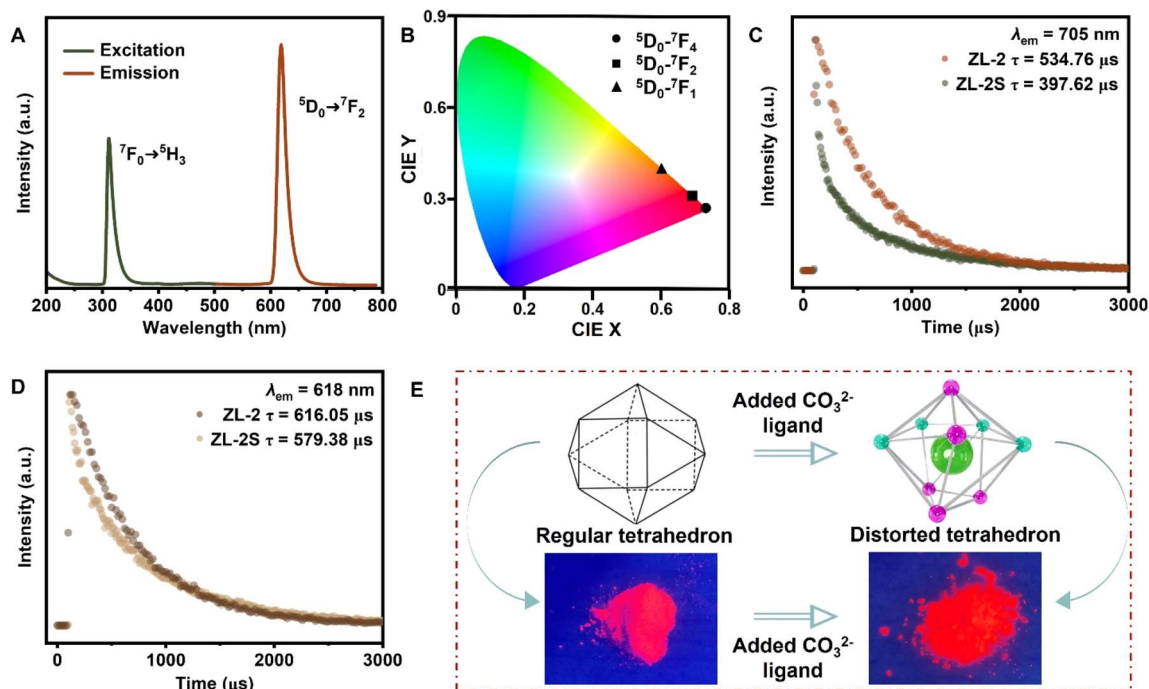 A
Excitation
Emission
⁷F₀→⁵H₃
⁵D₀→⁷F₂
Intensity (a.u.)
200 300 400 500 600 700 800
Wavelength (nm)
B
⁵D₀-⁷F₄
⁵D₀-⁷F₂
⁵D₀-⁷F₁
CIE Y
0.9
0.6
0.3
0
0 0.2 0.4 0.6 0.8
CIE X
C
λem = 705 nm
ZL-2 τ = 534.76 μs
ZL-2S τ = 397.62 μs
Intensity (a.u.)
0 1000 2000 3000
Time (μs)
D
λem = 618 nm
ZL-2 τ = 616.05 μs
ZL-2S τ = 579.38 μs
Intensity (a.u.)
0 1000 2000 3000
Time (μs)
E
Added CO₃²⁻
ligand
Regular tetrahedron
Distorted tetrahedron
Added CO₃²⁻
ligand